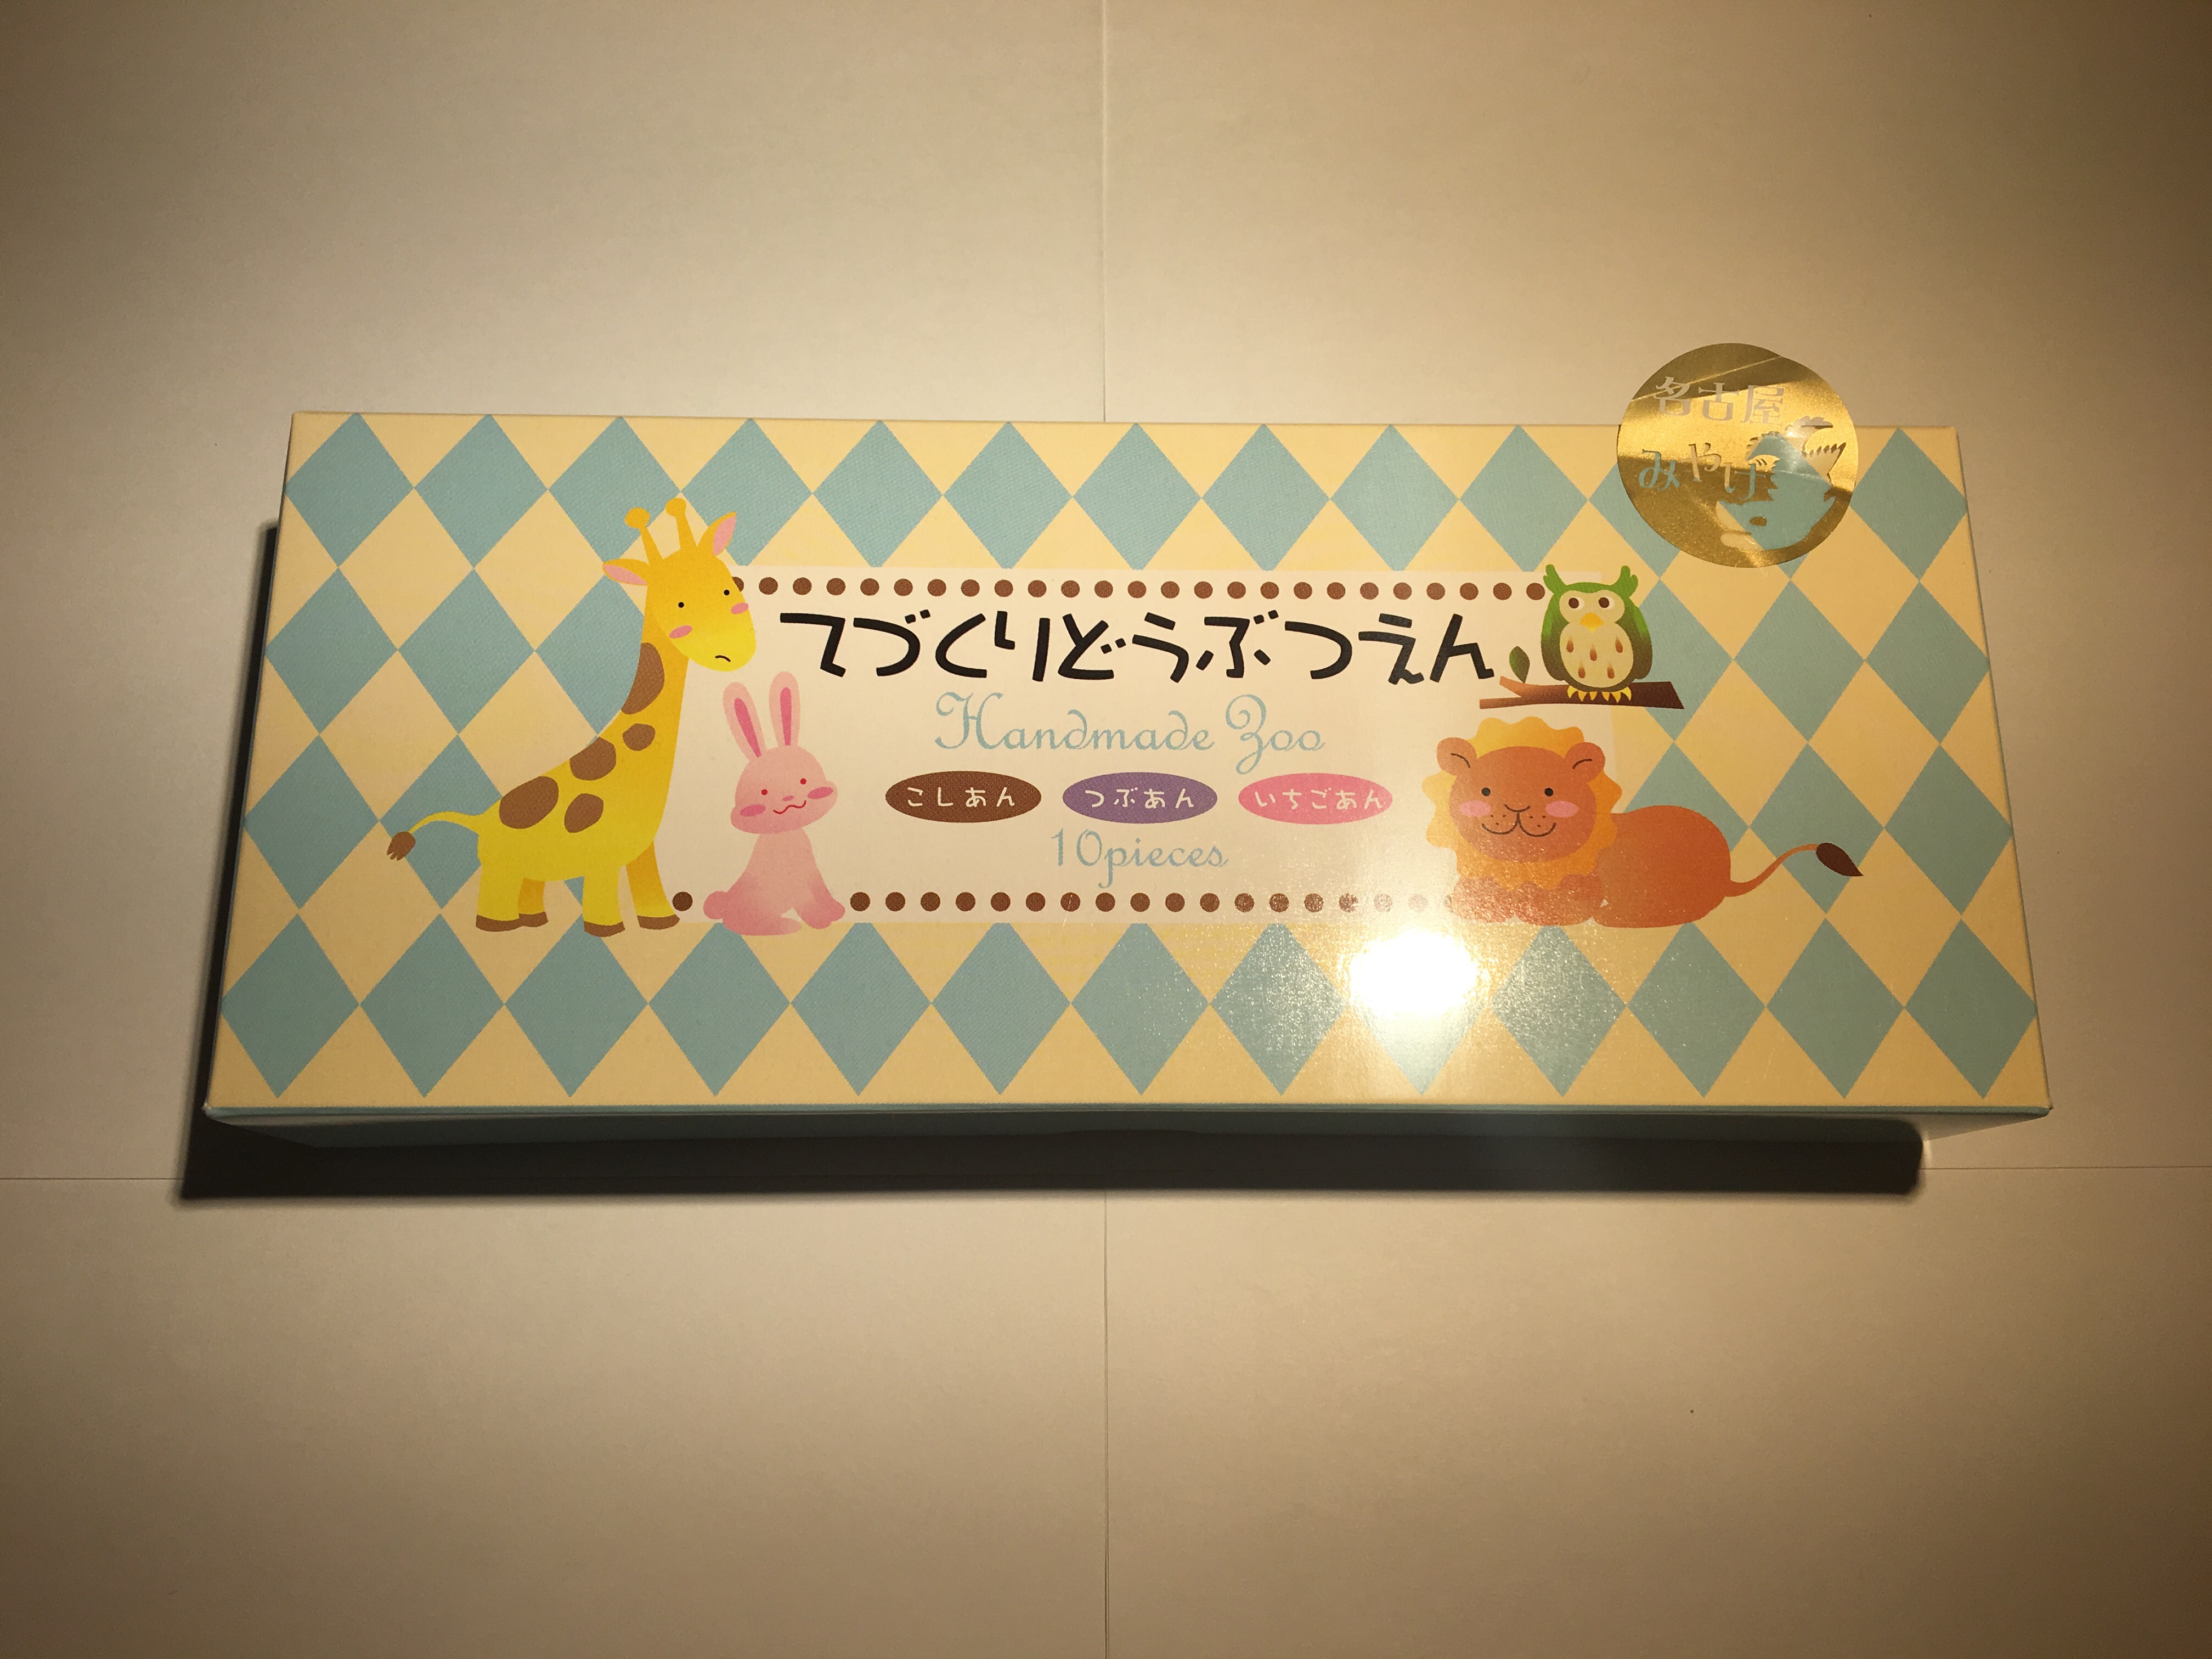 名古屋
みやげ
てづくりどうぶつえん
Handmade Zoo
こしあん つぶあん いちごあん
10pieces